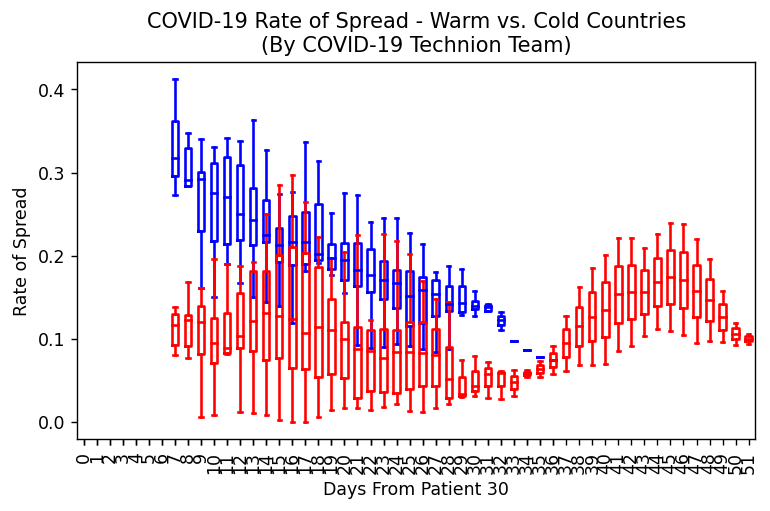 COVID-19 Rate of Spread - Warm vs. Cold Countries
(By COVID-19 Technion Team)
0.4
0.3
0.2
0.1
0.0
Rate of Spread
0 1 2 3 4 5 6 7 8 9 10 11 12 13 14 15 16 17 18 19 20 21 22 23 24 25 26 27 28 29 30 31 32 33 34 35 36 37 38 39 40 41 42 43 44 45 46 47 48 49 50 51
Days From Patient 30